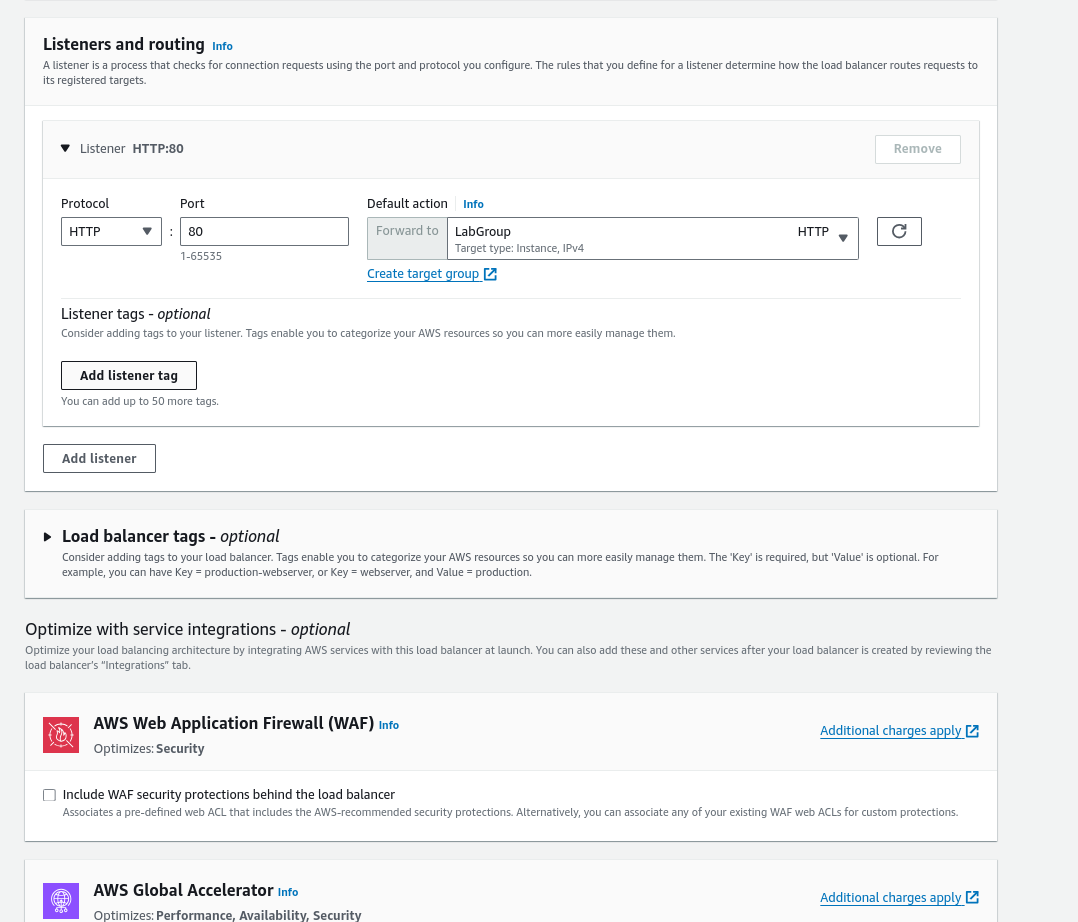 Listeners and routing Info
A listener is a process that checks for connection requests using the port and protocol you configure. The rules that you define for a listener determine how the load balancer routes requests to
its registered targets.
Listener HTTP:80
Remove
Protocol
Port
Default action
Info
HTTP
:
80
Forward to
LabGroup
HTTP
Target type: Instance, IPv4
1-65535
Create target group
Listener tags - optional
Consider adding tags to your listener. Tags enable you to categorize your AWS resources so you can more easily manage them.
Add listener tag
You can add up to 50 more tags.
Add listener
Load balancer tags - optional
Consider adding tags to your load balancer. Tags enable you to categorize your AWS resources so you can more easily manage them. The 'Key' is required, but 'Value' is optional. For
example, you can have Key = production-webserver, or Key = webserver, and Value = production.
Optimize with service integrations - optional
Optimize your load balancing architecture by integrating AWS services with this load balancer at launch. You can also add these and other services after your load balancer is created by reviewing the
load balancer's “Integrations” tab.
AWS Web Application Firewall (WAF) Info
Additional charges apply
Optimizes: Security
Include WAF security protections behind the load balancer
Associates a pre-defined web ACL that includes the AWS-recommended security protections. Alternatively, you can associate any of your existing WAF web ACLs for custom protections.
AWS Global Accelerator Info
Additional charges apply
Optimizes: Performance, Availability, Security